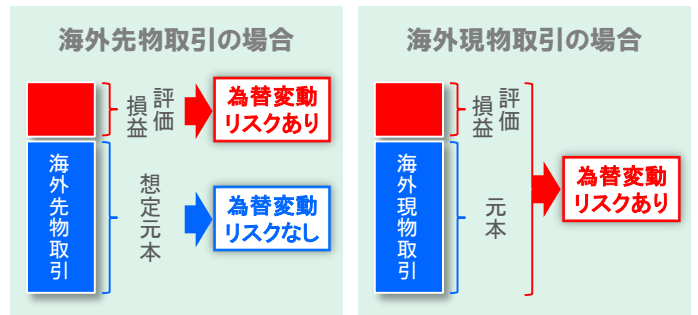 海外先物取引の場合
評価
損益
為替変動
リスクあり
海外先物取引
想定元本
為替変動
リスクなし
海外現物取引の場合
評価
損益
海外現物取引
元本
為替変動
リスクあり